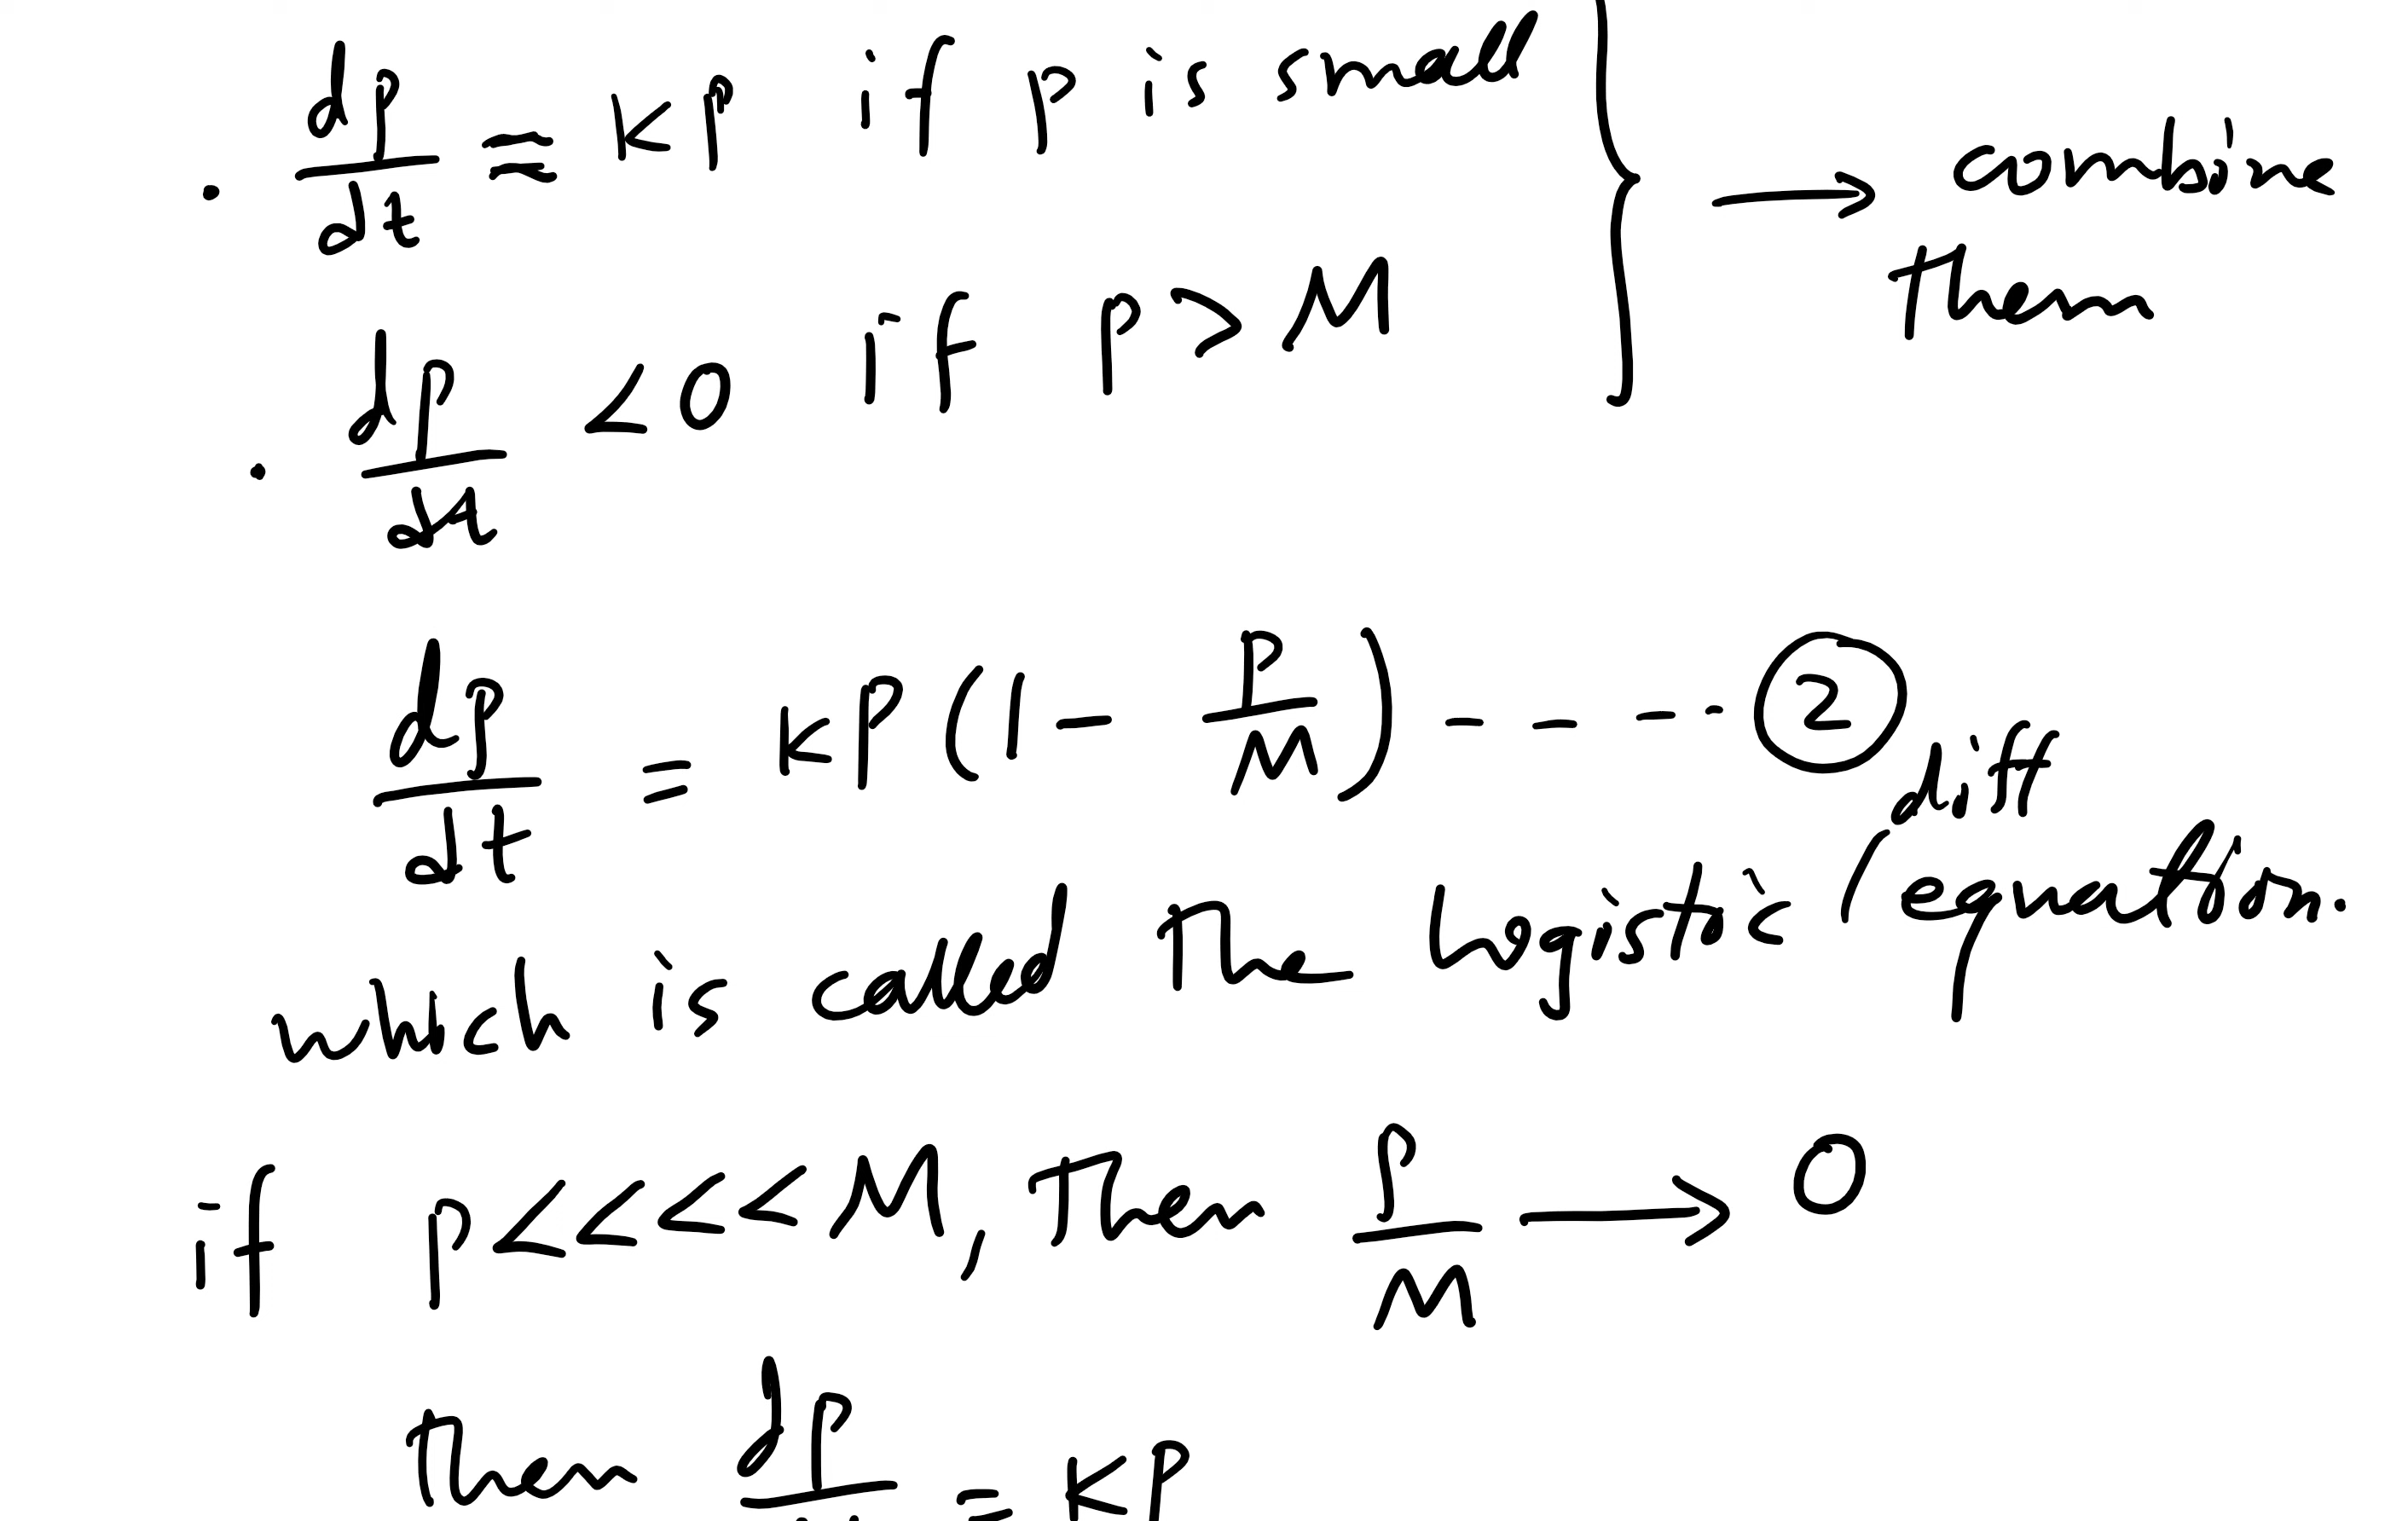 · dP/dt ≈ kP if P is small } → combine
· dP/dt < 0 if P > M } them
dP/dt = kP(1 - P/M) - - - - ②
which is called the Logistic (diff equation.
if P <<<< M, then P/M → 0
then dP/ = kP